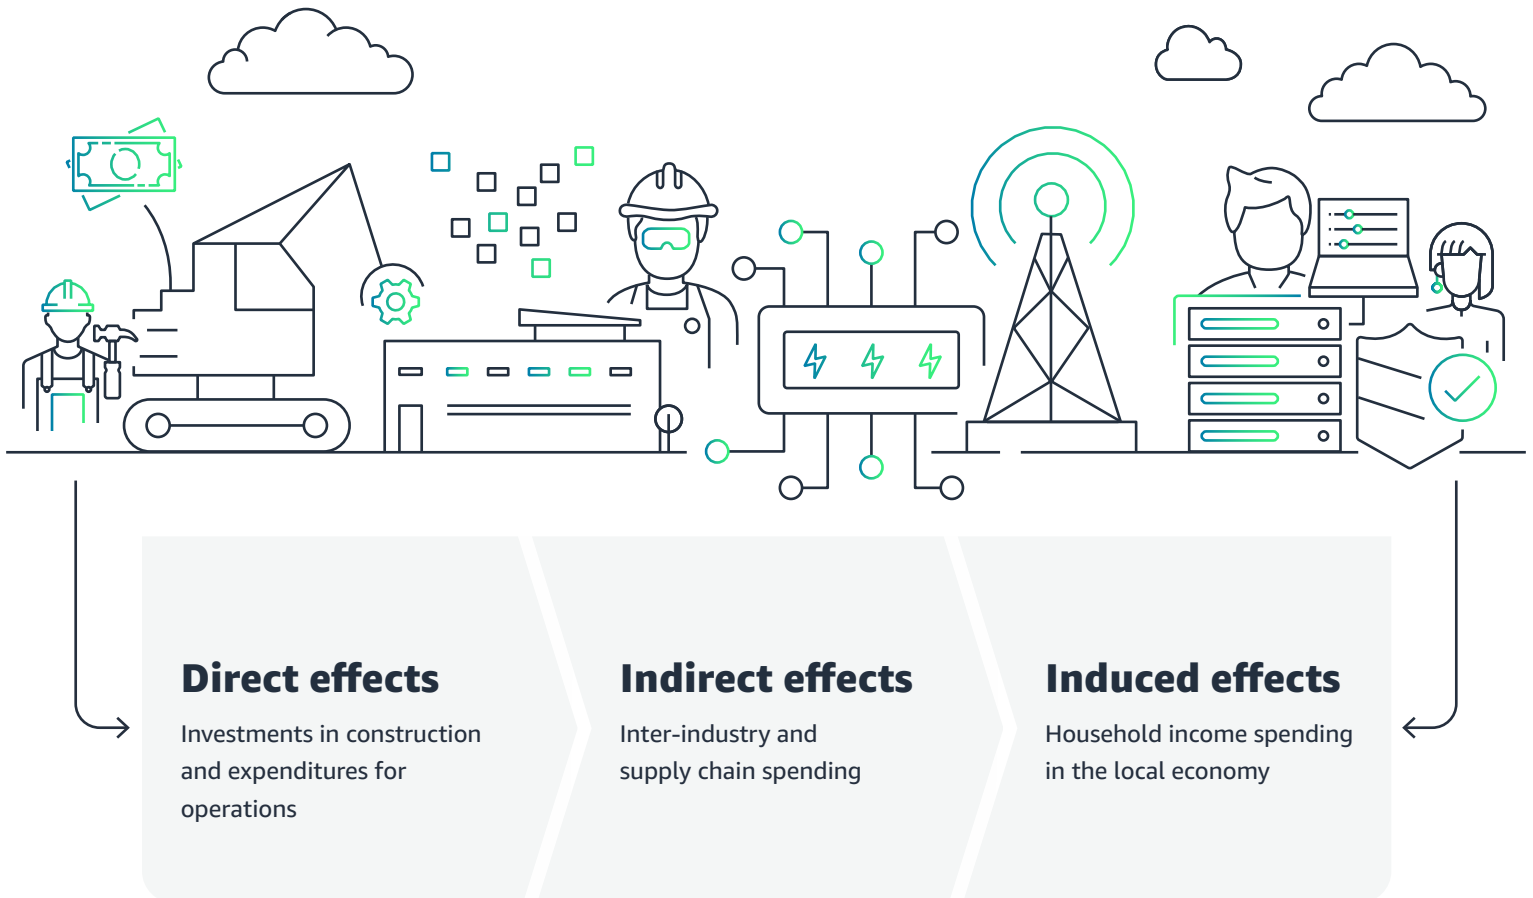 Direct effects
Investments in construction
and expenditures for
operations
Indirect effects
Inter-industry and
supply chain spending
Induced effects
Household income spending
in the local economy